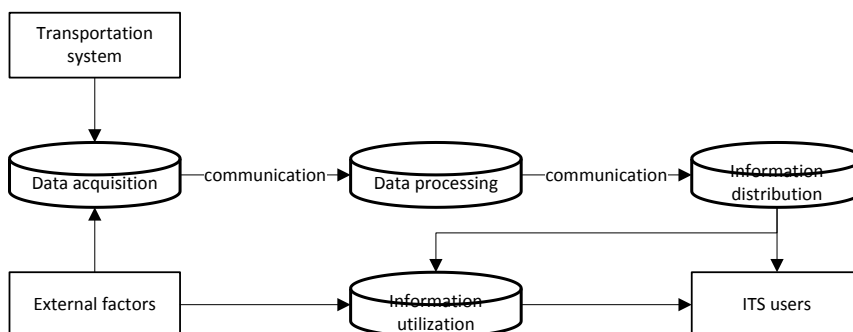 Transportation
system
Data acquisition
communication
Data processing
communication
Information
distribution
External factors
Information
utilization
ITS users